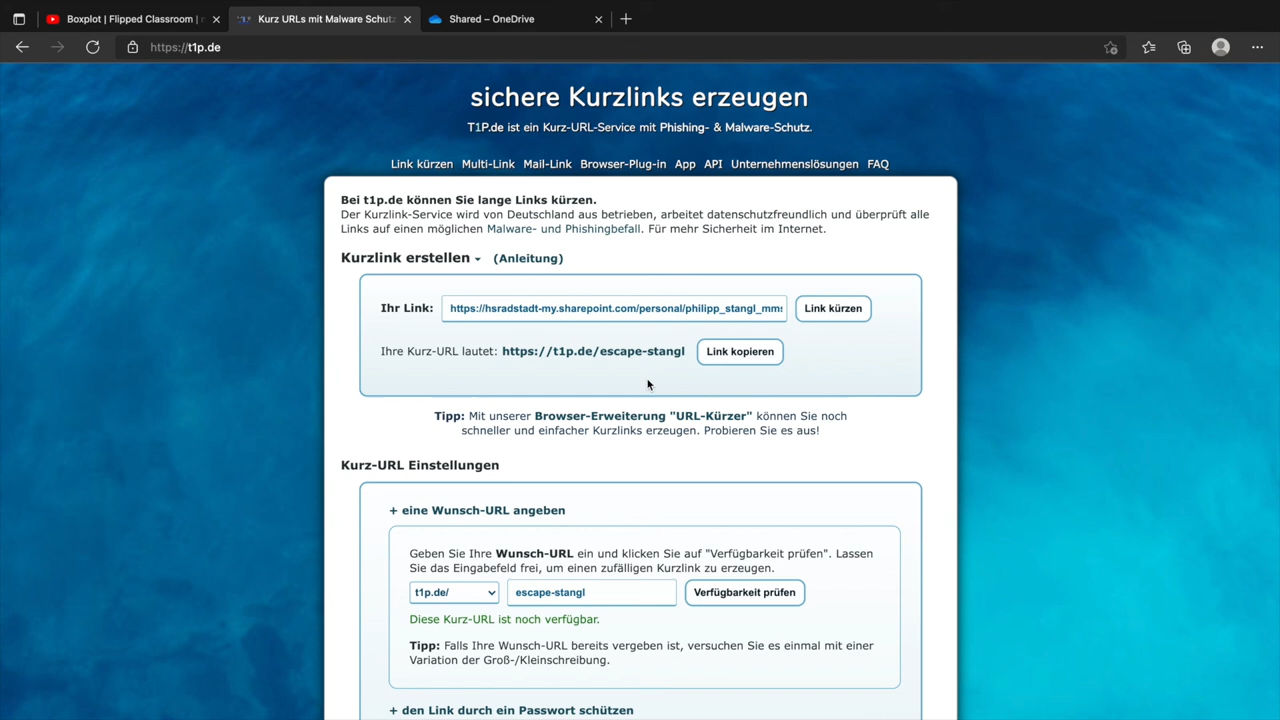 Boxplot | Flipped Classroom |
Kurz URLs mit Malware Schutz
Shared – OneDrive
https://t1p.de
sichere Kurzlinks erzeugen
T1P.de ist ein Kurz-URL-Service mit Phishing- & Malware-Schutz.
Link kürzen Multi-Link Mail-Link Browser-Plug-in App API Unternehmenslösungen FAQ
Bei t1p.de können Sie lange Links kürzen.
Der Kurzlink-Service wird von Deutschland aus betrieben, arbeitet datenschutzfreundlich und überprüft alle
Links auf einen möglichen Malware- und Phishingbefall. Für mehr Sicherheit im Internet.
Kurzlink erstellen (Anleitung)
Ihr Link: https://hsradstadt-my.sharepoint.com/personal/philipp_stangl_mms Link kürzen
Ihre Kurz-URL lautet: https://t1p.de/escape-stangl Link kopieren
Tipp: Mit unserer Browser-Erweiterung "URL-Kürzer" können Sie noch
schneller und einfacher Kurzlinks erzeugen. Probieren Sie es aus!
Kurz-URL Einstellungen
+ eine Wunsch-URL angeben
Geben Sie Ihre Wunsch-URL ein und klicken Sie auf "Verfügbarkeit prüfen". Lassen
Sie das Eingabefeld frei, um einen zufälligen Kurzlink zu erzeugen.
t1p.de/ escape-stangl Verfügbarkeit prüfen
Diese Kurz-URL ist noch verfügbar.
Tipp: Falls Ihre Wunsch-URL bereits vergeben ist, versuchen Sie es einmal mit einer
Variation der Groß-/Kleinschreibung.
+ den Link durch ein Passwort schützen